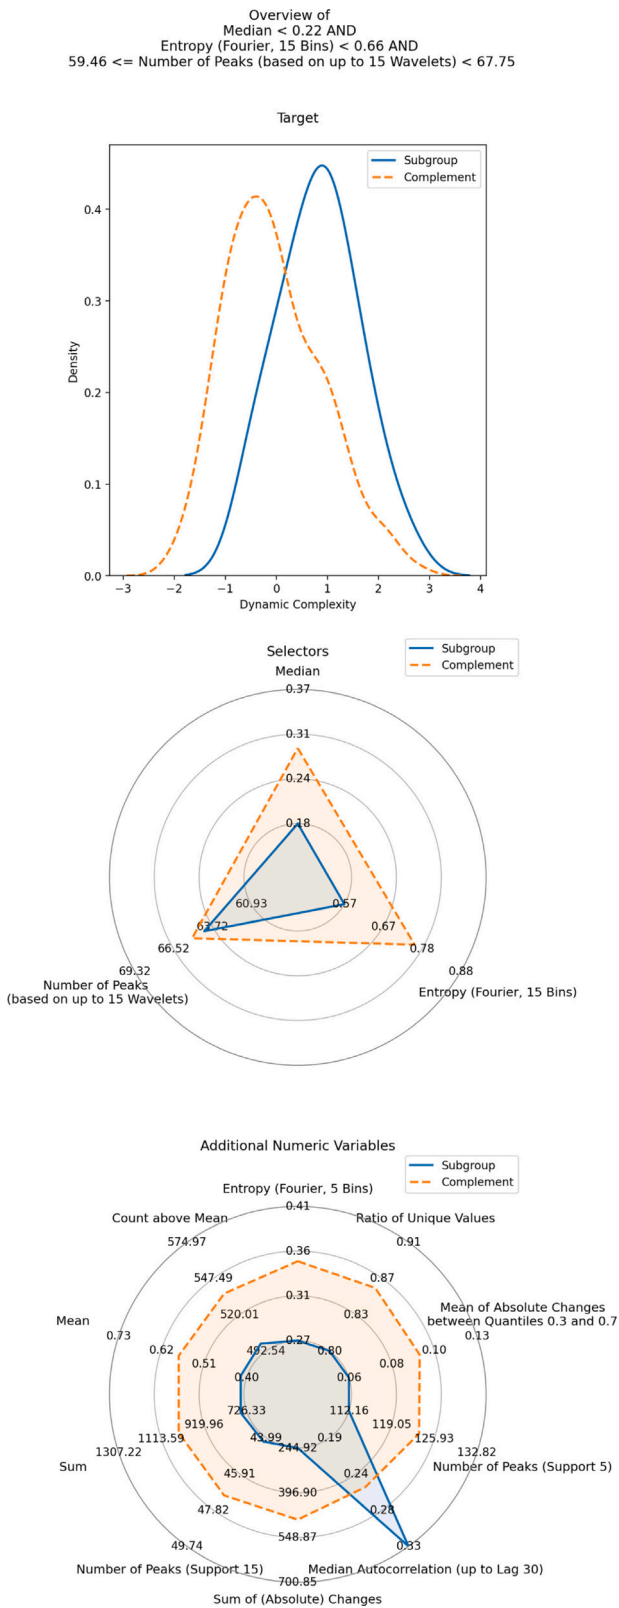 Overview of
Median < 0.22 AND
Entropy (Fourier, 15 Bins) < 0.66 AND
59.46 <= Number of Peaks (based on up to 15 Wavelets) < 67.75
Target
Subgroup
Complement
Density
0.4
0.3
0.2
0.1
0.0
−3 −2 −1 0 1 2 3 4
Dynamic Complexity
Selectors
Subgroup
Complement
Median
0.37
0.31
0.24
0.18
60.93
0.57
63.72
0.67
66.52
0.78
69.32
0.88
Number of Peaks
(based on up to 15 Wavelets)
Entropy (Fourier, 15 Bins)
Additional Numeric Variables
Subgroup
Complement
Entropy (Fourier, 5 Bins)
0.41
Count above Mean
Ratio of Unique Values
574.97
0.91
0.36
547.49
0.87
0.31
520.01
0.83
Mean of Absolute Changes
between Quantiles 0.3 and 0.7
Mean
0.73
0.13
0.27
492.54
0.80
0.62
0.10
0.51
0.08
0.40
0.06
726.33
112.16
919.96
119.05
1113.59
125.93
43.99
0.19
244.92
1307.22
132.82
Sum
Number of Peaks (Support 5)
45.91
0.24
396.90
47.82
0.28
548.87
49.74
0.33
Number of Peaks (Support 15)
Median Autocorrelation (up to Lag 30)
700.85
Sum of (Absolute) Changes